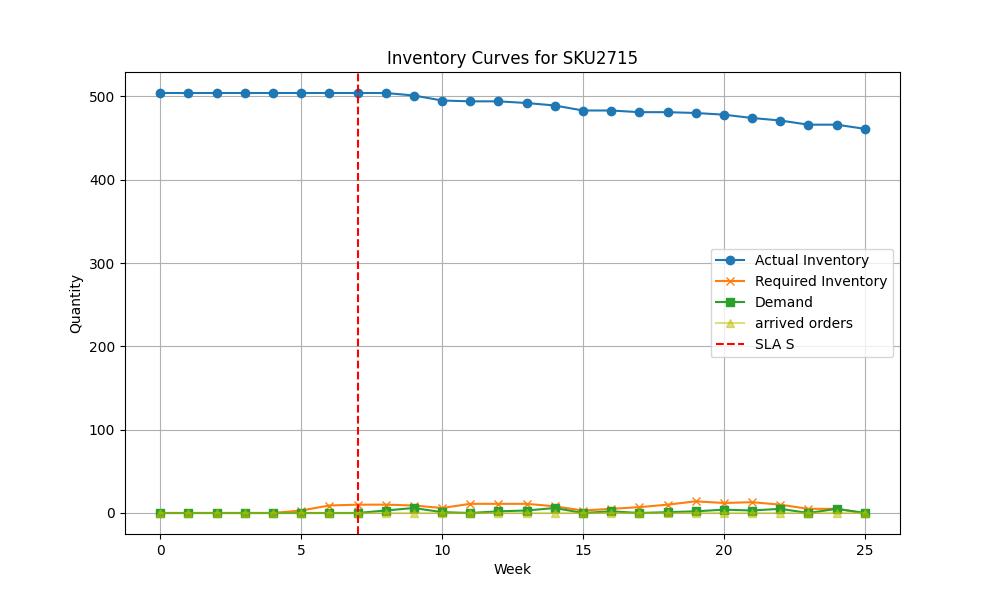 Inventory Curves for SKU2715
Quantity
500
400
300
200
100
0
Actual Inventory
Required Inventory
Demand
arrived orders
SLA S
0 5 10 15 20 25
Week